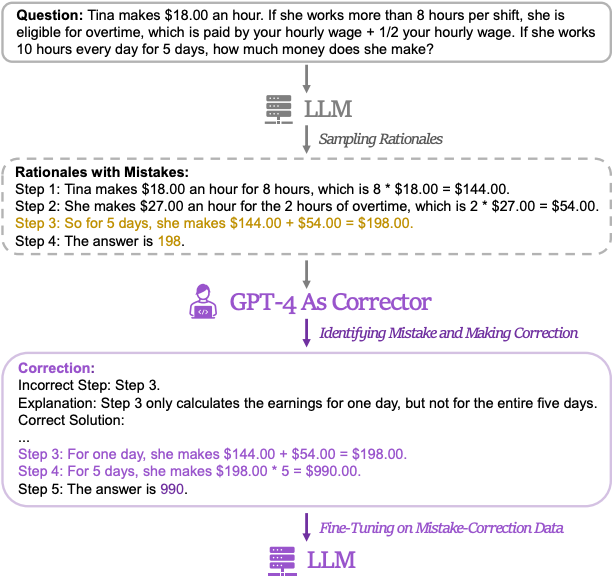 Question: Tina makes $18.00 an hour. If she works more than 8 hours per shift, she is
eligible for overtime, which is paid by your hourly wage + 1/2 your hourly wage. If she works
10 hours every day for 5 days, how much money does she make?
LLM
Sampling Rationales
Rationales with Mistakes:
Step 1: Tina makes $18.00 an hour for 8 hours, which is 8 * $18.00 = $144.00.
Step 2: She makes $27.00 an hour for the 2 hours of overtime, which is 2 * $27.00 = $54.00.
Step 3: So for 5 days, she makes $144.00 + $54.00 = $198.00.
Step 4: The answer is 198.
GPT-4 As Corrector
Identifying Mistake and Making Correction
Correction:
Incorrect Step: Step 3.
Explanation: Step 3 only calculates the earnings for one day, but not for the entire five days.
Correct Solution:
...
Step 3: For one day, she makes $144.00 + $54.00 = $198.00.
Step 4: For 5 days, she makes $198.00 * 5 = $990.00.
Step 5: The answer is 990.
Fine-Tuning on Mistake-Correction Data
LLM